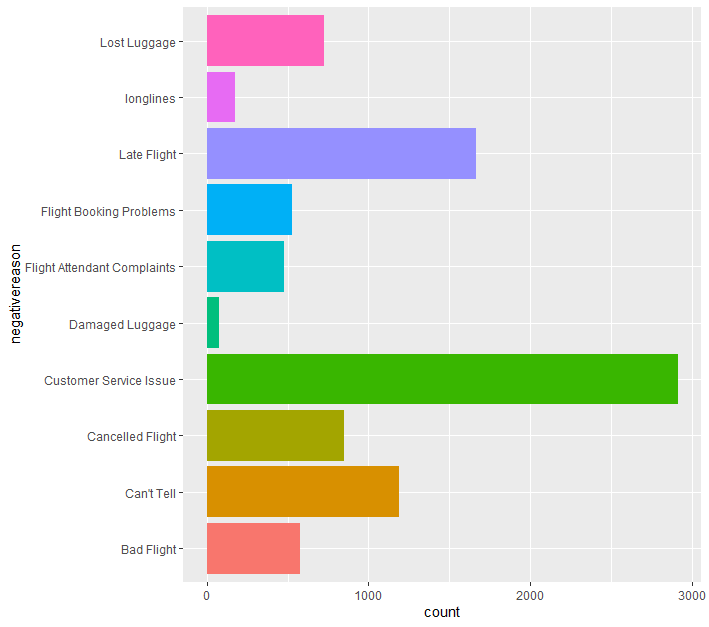 Lost Luggage
longlines
Late Flight
Flight Booking Problems
Flight Attendant Complaints
Damaged Luggage
Customer Service Issue
Cancelled Flight
Can't Tell
Bad Flight
negativereason
0 1000 2000 3000
count